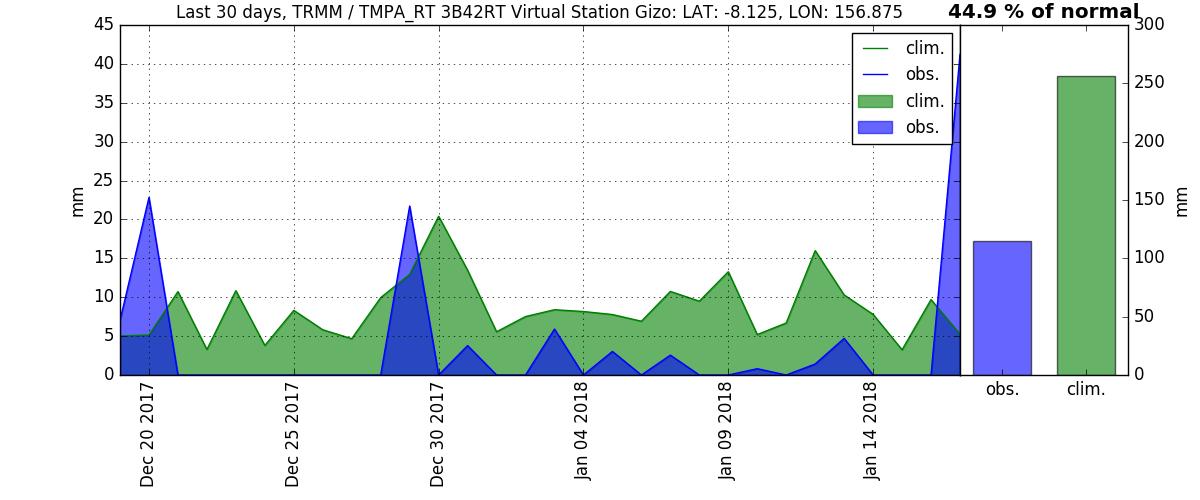 Last 30 days, TRMM / TMPA_RT 3B42RT Virtual Station Gizo: LAT: -8.125, LON: 156.875
44.9 % of normal
45
40
35
30
25
20
15
10
5
0
mm
clim.
obs.
clim.
obs.
Dec 20 2017
Dec 25 2017
Dec 30 2017
Jan 04 2018
Jan 09 2018
Jan 14 2018
300
250
200
150
100
50
0
mm
obs.
clim.